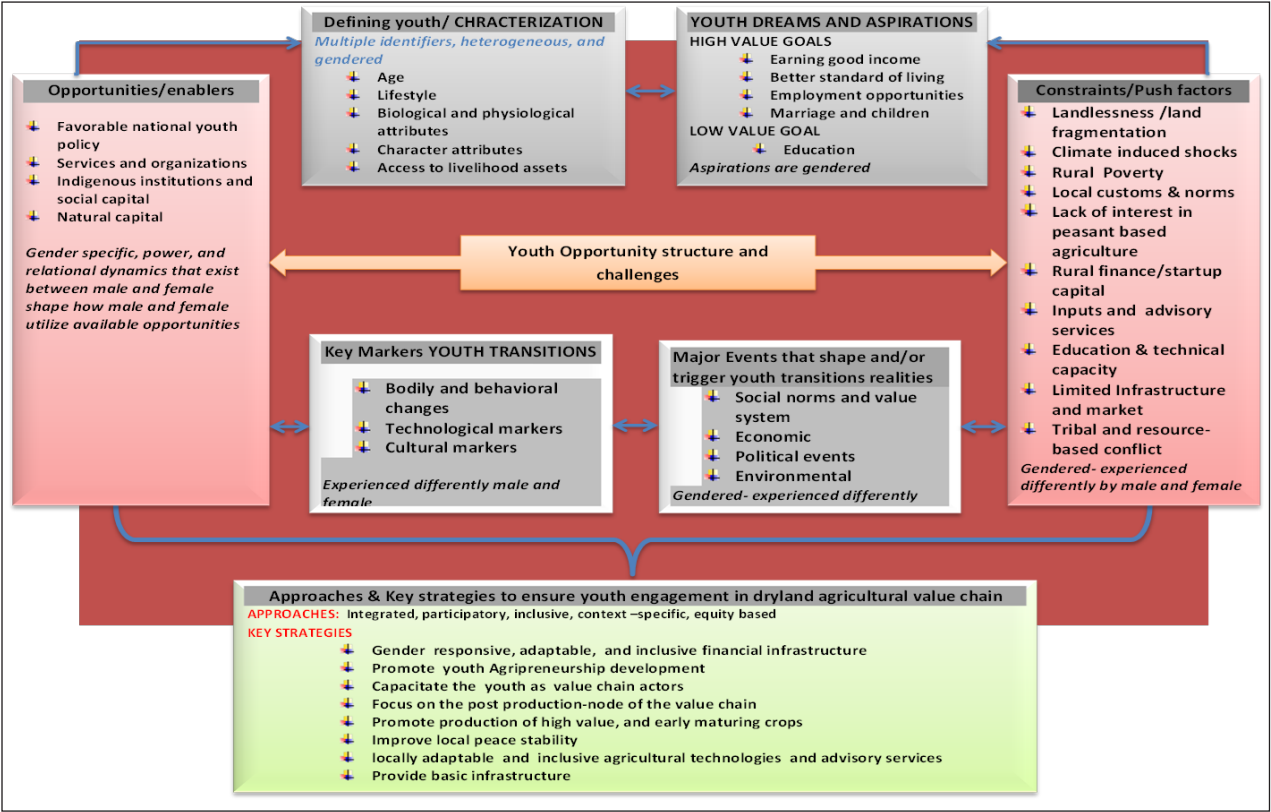 Defining youth/ CHRACTERIZATION
Multiple identifiers, heterogeneous, and
gendered
Age
Lifestyle
Biological and physiological
attributes
Character attributes
Access to livelihood assets
YOUTH DREAMS AND ASPIRATIONS
HIGH VALUE GOALS
Earning good income
Better standard of living
Employment opportunities
Marriage and children
LOW VALUE GOAL
Education
Aspirations are gendered
Opportunities/enablers
Favorable national youth
policy
Services and organizations
Indigenous institutions and
social capital
Natural capital
Gender specific, power, and
relational dynamics that exist
between male and female
shape how male and female
utilize available opportunities
Youth Opportunity structure and
challenges
Constraints/Push factors
Landlessness /land
fragmentation
Climate induced shocks
Rural Poverty
Local customs & norms
Lack of interest in
peasant based
agriculture
Rural finance/startup
capital
Inputs and advisory
services
Education & technical
capacity
Limited Infrastructure
and market
Tribal and resource-
based conflict
Gendered- experienced
differently by male and female
Key Markers YOUTH TRANSITIONS
Bodily and behavioral
changes
Technological markers
Cultural markers
Experienced differently male and
female
Major Events that shape and/or
trigger youth transitions realities
Social norms and value
system
Economic
Political events
Environmental
Gendered- experienced differently
Approaches & Key strategies to ensure youth engagement in dryland agricultural value chain
APPROACHES: Integrated, participatory, inclusive, context –specific, equity based
KEY STRATEGIES
Gender responsive, adaptable, and inclusive financial infrastructure
Promote youth Agripreneurship development
Capacitate the youth as value chain actors
Focus on the post production-node of the value chain
Promote production of high value, and early maturing crops
Improve local peace stability
locally adaptable and inclusive agricultural technologies and advisory services
Provide basic infrastructure